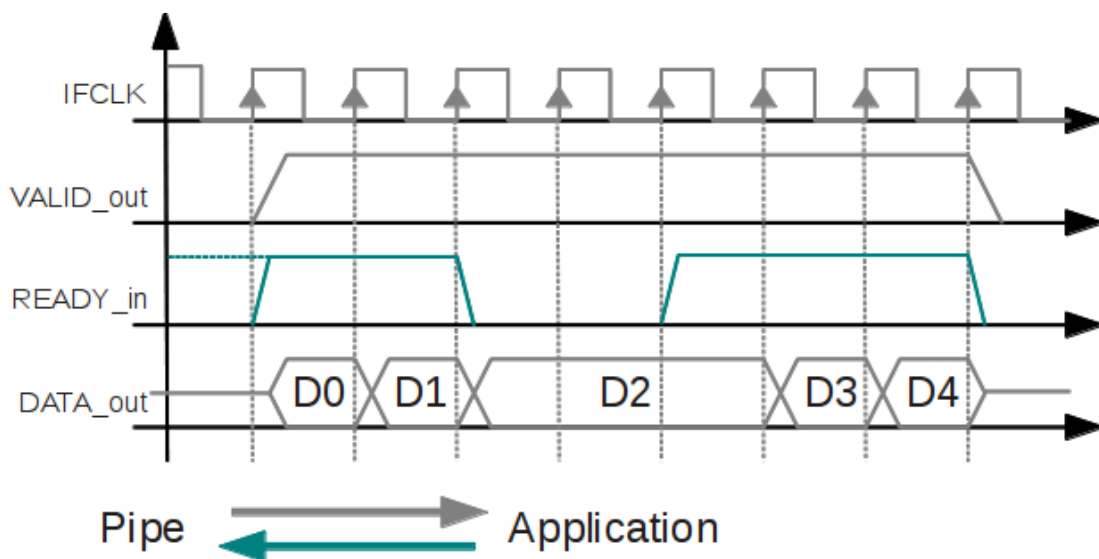 IFCLK
VALID_out
READY_in
DATA_out D0 D1 D2 D3 D4
Pipe Application